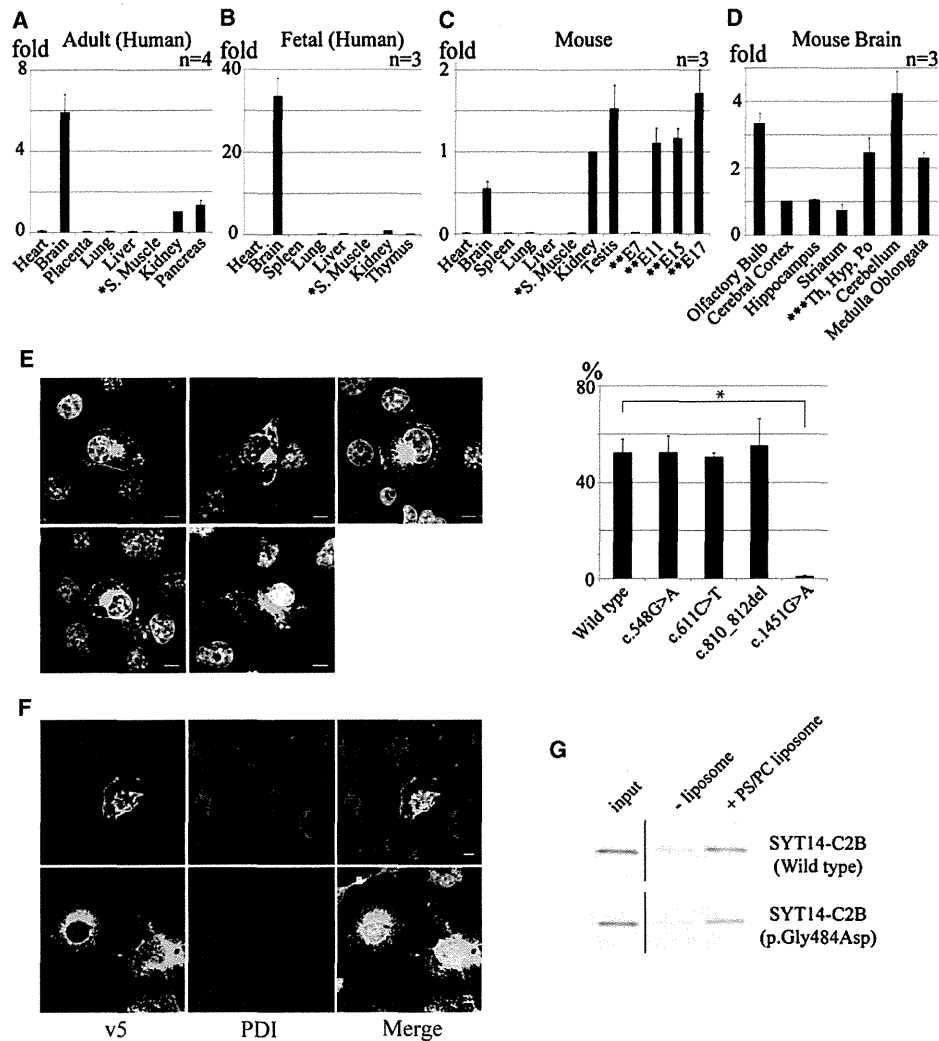 A
Adult (Human)
fold
n=4
8
4
0
Heart
Brain
Placenta
Lung
Liver
*S. Muscle
Kidney
Pancreas
B
Fetal (Human)
fold
n=3
40
20
0
Heart
Brain
Spleen
Lung
Liver
*S. Muscle
Kidney
Thymus
C
Mouse
fold
n=3
2
1
0
Heart
Brain
Spleen
Lung
Liver
*S. Muscle
Kidney
Testis
**E7
**E11
**E15
**E17
D
Mouse Brain
fold
n=3
4
2
0
Olfactory Bulb
Cerebral Cortex
Hippocampus
Striatum
***Th, Hyp, Po
Cerebellum
Medulla Oblongata
E
%
80
40
0
*
Wild type
c.548G>A
c.611C>T
c.810_812del
c.1451G>A
F
v5
PDI
Merge
G
input
- liposome
+ PS/PC liposome
SYT14-C2B
(Wild type)
SYT14-C2B
(p.Gly484Asp)